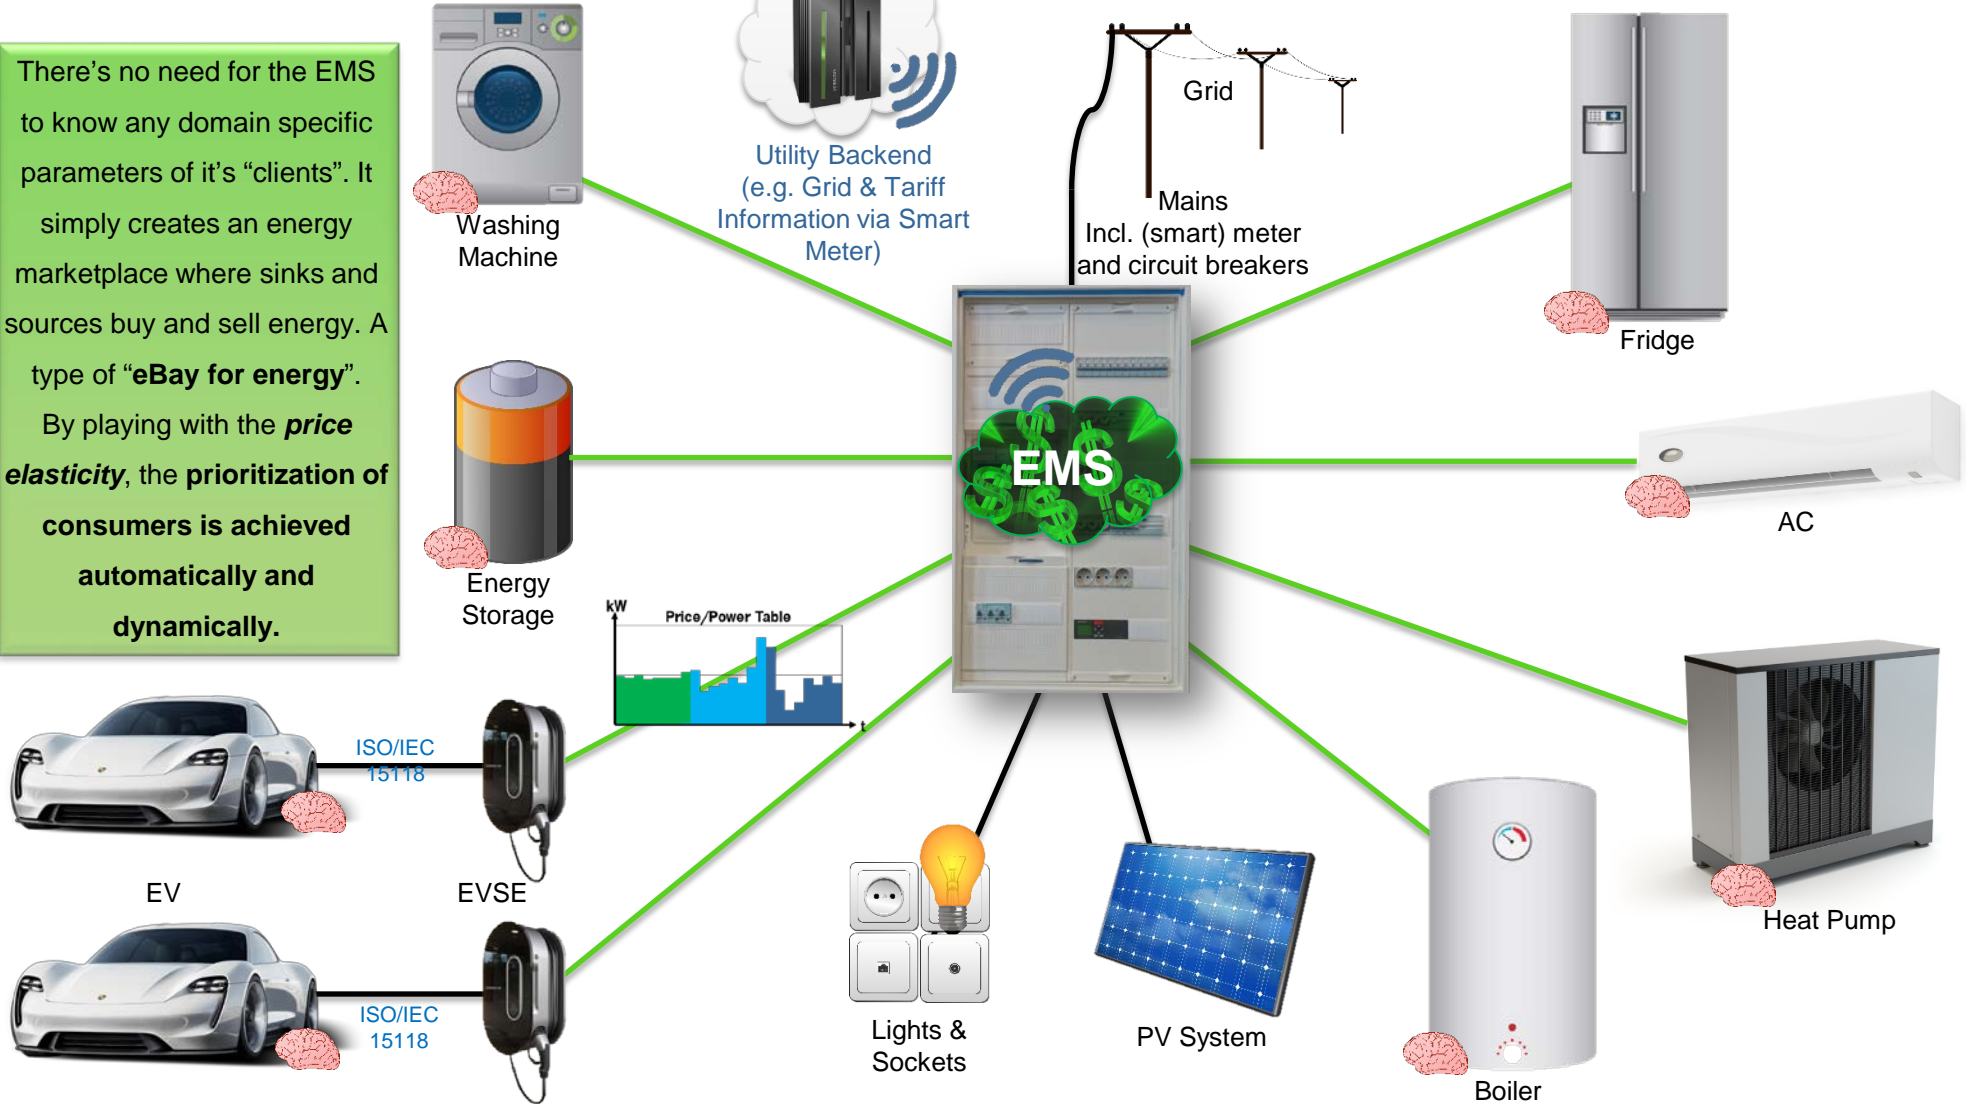 There’s no need for the EMS
to know any domain specific
parameters of it’s “clients”. It
simply creates an energy
marketplace where sinks and
sources buy and sell energy. A
type of “eBay for energy”.
By playing with the price
elasticity, the prioritization of
consumers is achieved
automatically and
dynamically.
Washing
Machine
Utility Backend
(e.g. Grid & Tariff
Information via Smart
Meter)
Grid
Mains
Incl. (smart) meter
and circuit breakers
Fridge
EMS
AC
Energy
Storage
kW
Price/Power Table
t
ISO/IEC
15118
EV
EVSE
ISO/IEC
15118
Lights &
Sockets
PV System
Boiler
Heat Pump